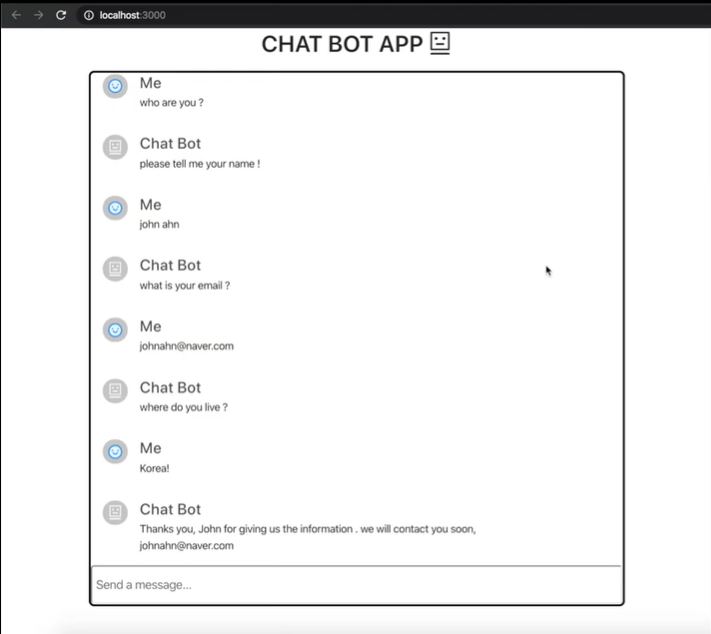 localhost:3000
CHAT BOT APP
Me
who are you ?
Chat Bot
please tell me your name !
Me
john ahn
Chat Bot
what is your email ?
Me
johnahn@naver.com
Chat Bot
where do you live ?
Me
Korea!
Chat Bot
Thanks you, John for giving us the information . we will contact you soon,
johnahn@naver.com
Send a message...